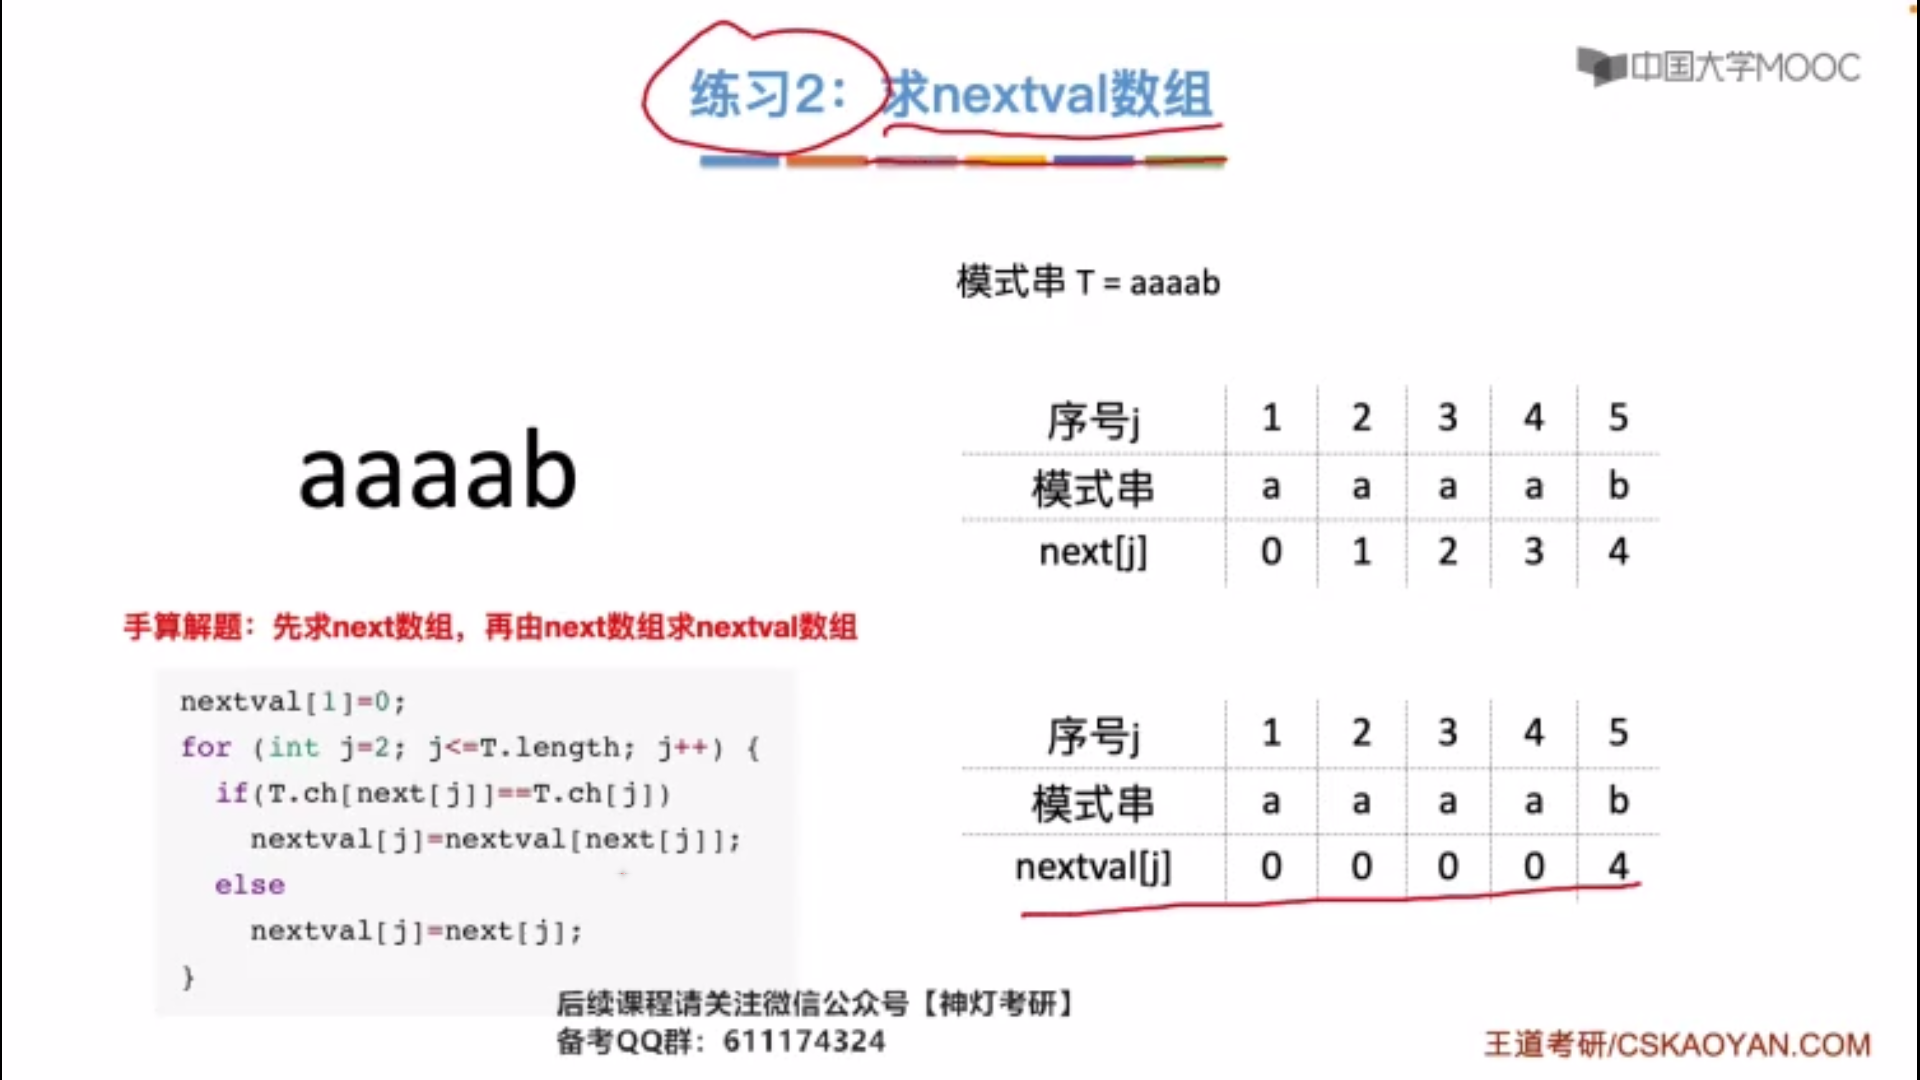 练习2：求nextval数组
中国大学MOOC
模式串 T = aaaab
aaaab
序号j 1 2 3 4 5
模式串 a a a a b
next[j] 0 1 2 3 4
手算解题：先求next数组，再由next数组求nextval数组
nextval[1]=0;
for (int j=2; j<=T.length; j++) {
if(T.ch[next[j]]==T.ch[j])
nextval[j]=nextval[next[j]];
else
nextval[j]=next[j];
}
序号j 1 2 3 4 5
模式串 a a a a b
nextval[j] 0 0 0 0 4
后续课程请关注微信公众号【神灯考研】
备考QQ群：611174324
王道考研/CSKAOYAN.COM